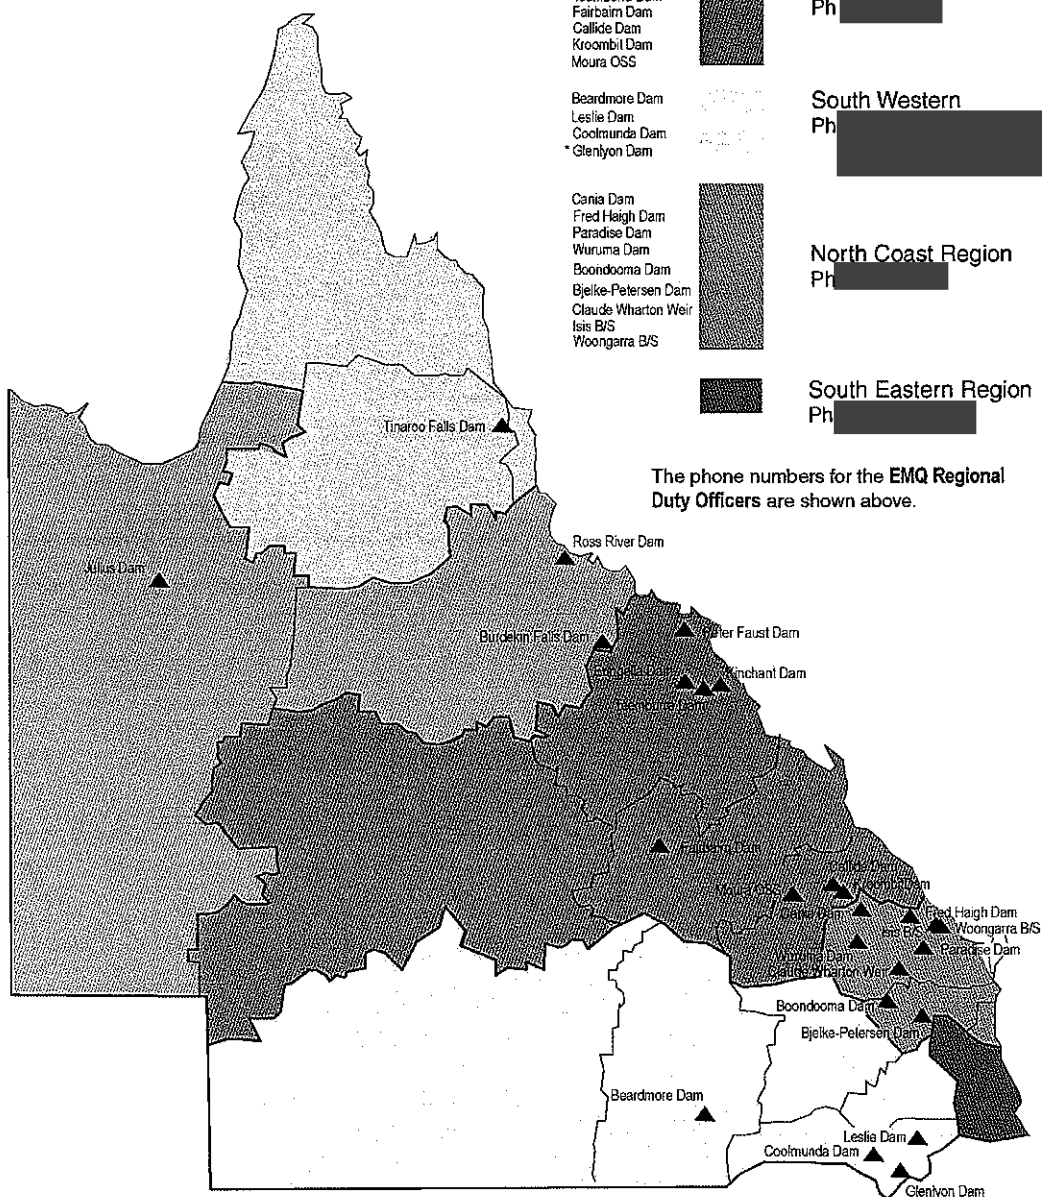 Fairbairn Dam
Callide Dam
Kroombit Dam
Moura OSS
Ph
Beardmore Dam
Leslie Dam
Coolmunda Dam
* Glenlyon Dam
South Western
Ph
Cania Dam
Fred Haigh Dam
Paradise Dam
Wuruma Dam
Boondooma Dam
Bjelke-Petersen Dam
Claude Wharton Weir
Isis B/S
Woongarra B/S
North Coast Region
Ph
South Eastern Region
Ph
The phone numbers for the EMQ Regional
Duty Officers are shown above.
Tinaroo Falls Dam
Ross River Dam
Julius Dam
Burdekin Falls Dam
Peter Faust Dam
Kinchant Dam
Teemburra Dam
Fairbairn Dam
Callide Dam
Kroombit Dam
Moura OSS
Cania Dam
Fred Haigh Dam
Isis B/S
Woongarra B/S
Paradise Dam
Wuruma Dam
Claude Wharton Weir
Boondooma Dam
Bjelke-Petersen Dam
Beardmore Dam
Leslie Dam
Coolmunda Dam
Glenlyon Dam